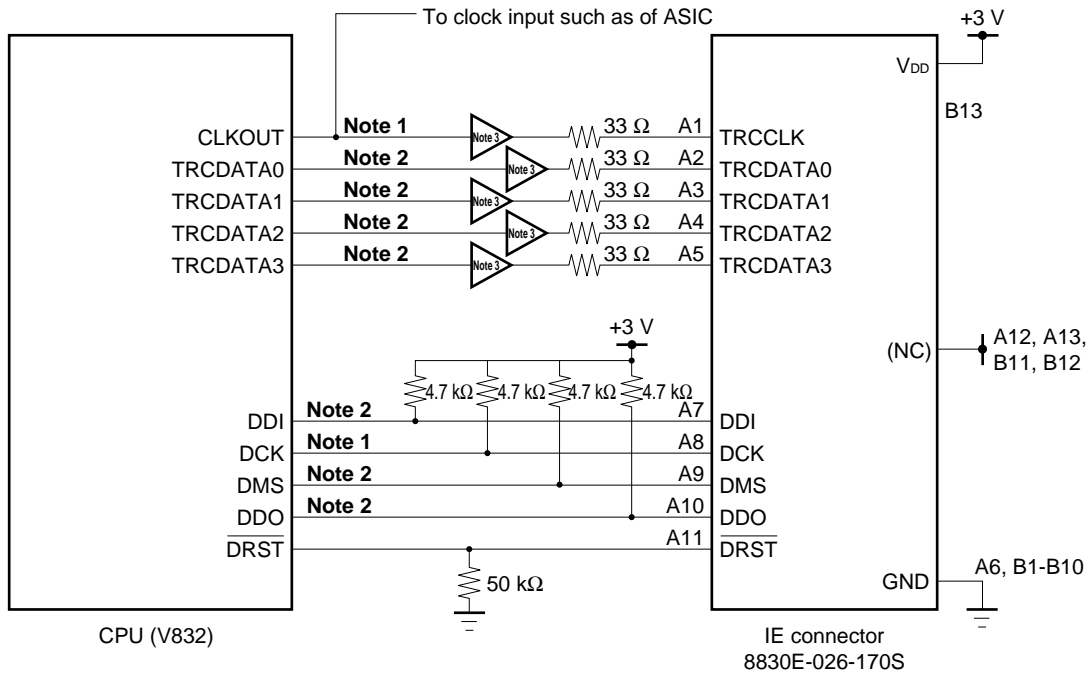 To clock input such as of ASIC
+3 V
VDD
B13
CLKOUT Note 1 Note 3 33 Ω A1 TRCCLK
TRCDATA0 Note 2 Note 3 33 Ω A2 TRCDATA0
TRCDATA1 Note 2 Note 3 33 Ω A3 TRCDATA1
TRCDATA2 Note 2 Note 3 33 Ω A4 TRCDATA2
TRCDATA3 Note 2 Note 3 33 Ω A5 TRCDATA3
+3 V
(NC) A12, A13,
B11, B12
4.7 kΩ 4.7 kΩ 4.7 kΩ 4.7 kΩ
DDI Note 2 A7 DDI
DCK Note 1 A8 DCK
DMS Note 2 A9 DMS
DDO Note 2 A10 DDO
DRST A11 DRST
50 kΩ
GND A6, B1-B10
CPU (V832)
IE connector
8830E-026-170S